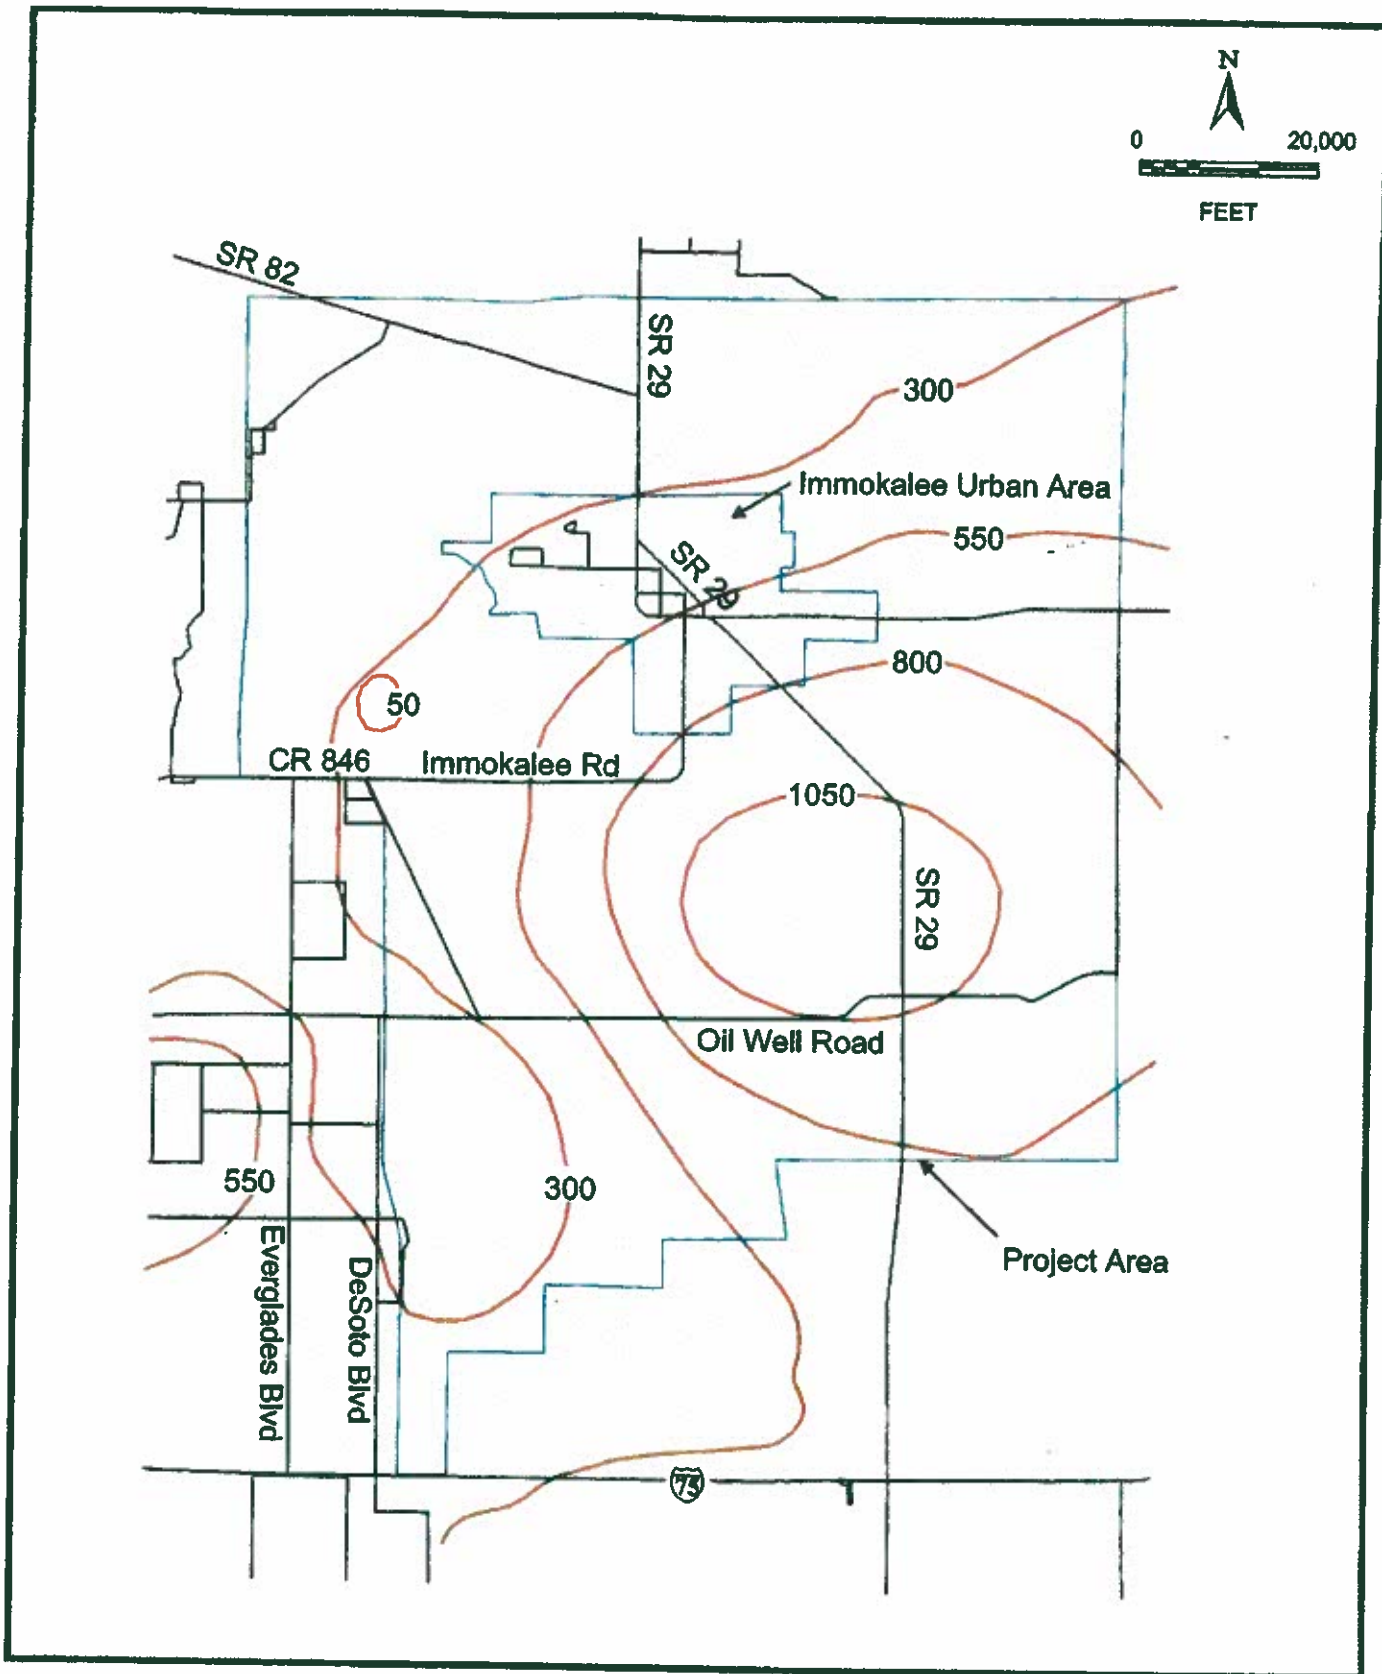 N
0 20,000
FEET
SR 82
SR 29
300
Immokalee Urban Area
550
SR 29
800
50
CR 846 Immokalee Rd
1050
SR 29
Oil Well Road
550
300
Everglades Blvd
DeSoto Blvd
Project Area
75